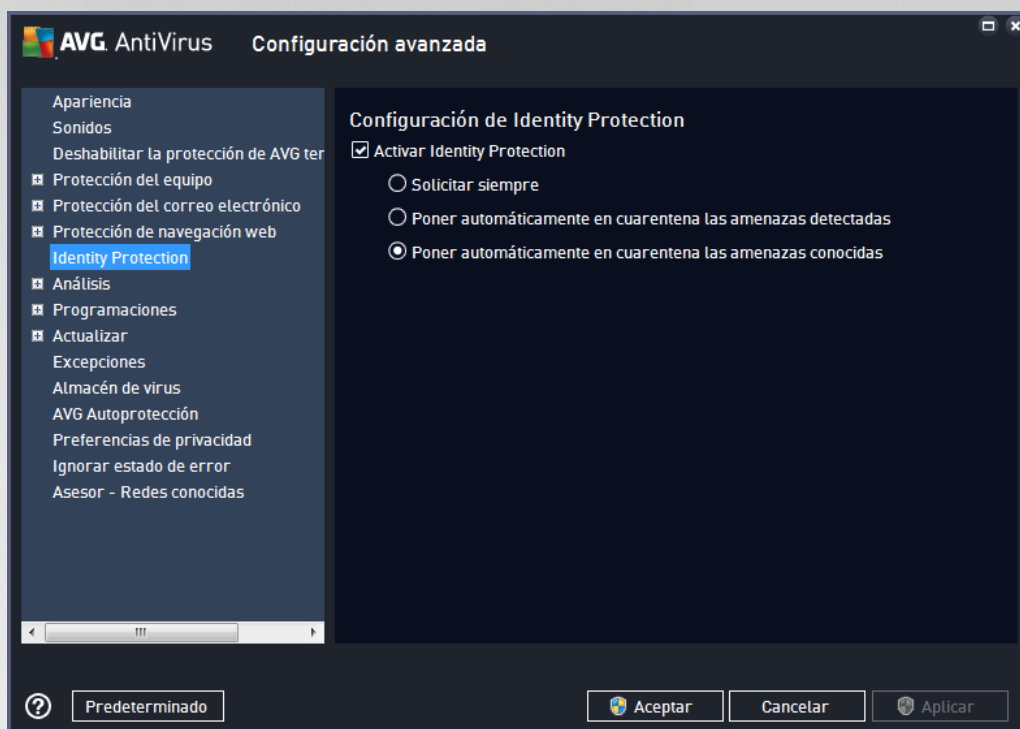 AVG. AntiVirus Configuración avanzada
Apariencia
Sonidos
Deshabilitar la protección de AVG ter
Protección del equipo
Protección del correo electrónico
Protección de navegación web
Identity Protection
Análisis
Programaciones
Actualizar
Excepciones
Almacén de virus
AVG Autoprotección
Preferencias de privacidad
Ignorar estado de error
Asesor - Redes conocidas
Configuración de Identity Protection
Activar Identity Protection
Solicitar siempre
Poner automáticamente en cuarentena las amenazas detectadas
Poner automáticamente en cuarentena las amenazas conocidas
? Predeterminado Aceptar Cancelar Aplicar